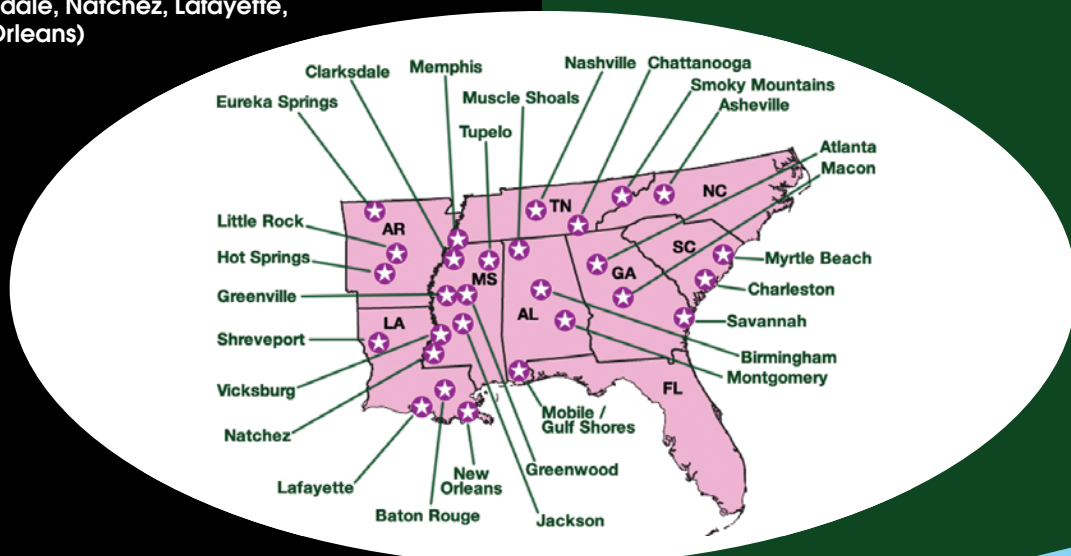 dale, Natchez, Lafayette,
Orleans)
Clarksdale
Memphis
Nashville
Chattanooga
Smoky Mountains
Asheville
Eureka Springs
Muscle Shoals
Tupelo
Atlanta
Macon
Little Rock
Hot Springs
Greenville
Shreveport
Vicksburg
Natchez
Lafayette
Baton Rouge
New
Orleans
Jackson
Greenwood
Mobile /
Gulf Shores
Montgomery
Birmingham
Savannah
Charleston
Myrtle Beach
AR
TN
NC
SC
MS
GA
LA
AL
FL